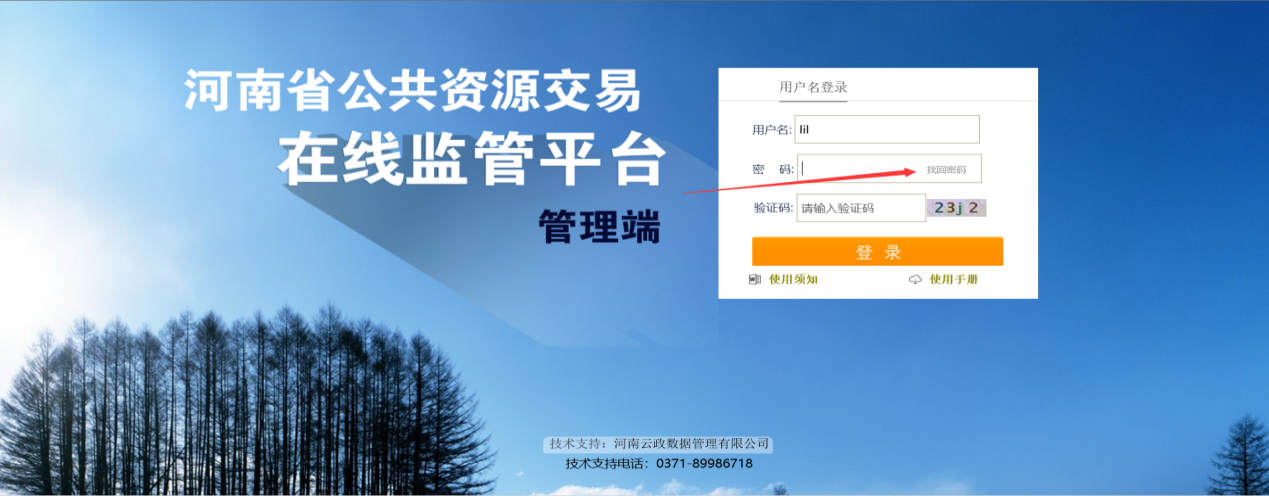 河南省公共资源交易
在线监管平台
管理端
用户名登录
用户名: lil
密 码: 找回密码
验证码: 请输入验证码 23j2
登 录
使用须知 使用手册
技术支持：河南云政数据管理有限公司
技术支持电话：0371-89986718